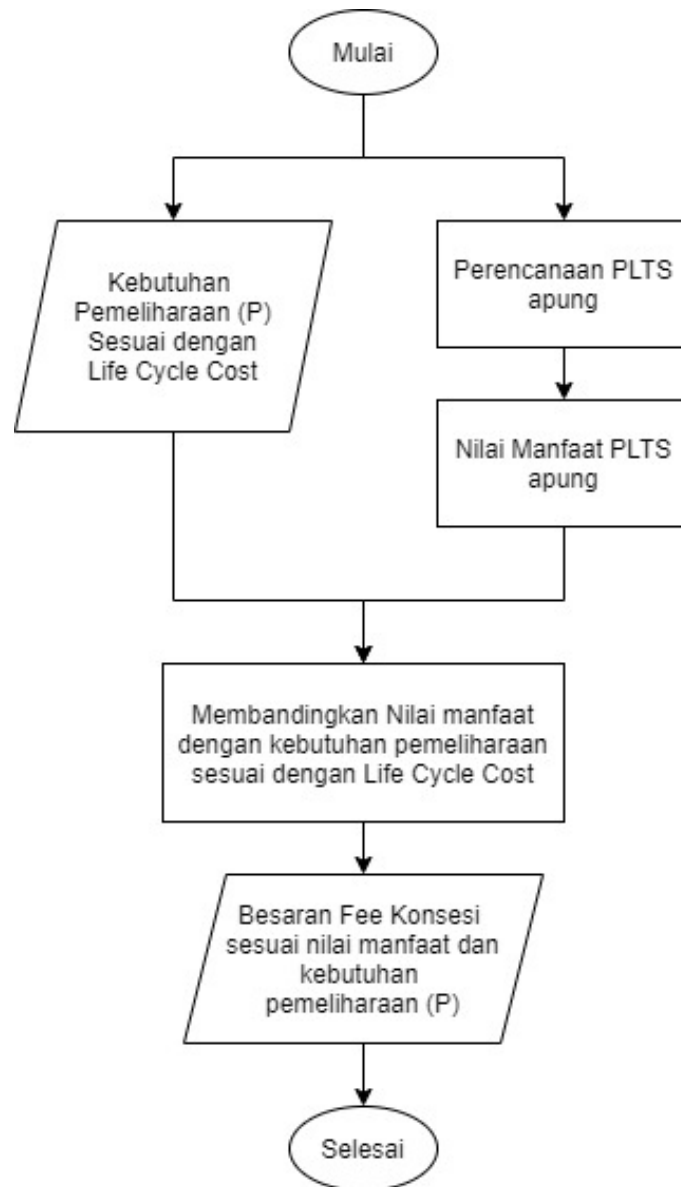 Mulai
Kebutuhan
Pemeliharaan (P)
Sesuai dengan
Life Cycle Cost
Perencanaan PLTS
apung
Nilai Manfaat PLTS
apung
Membandingkan Nilai manfaat
dengan kebutuhan pemeliharaan
sesuai dengan Life Cycle Cost
Besaran Fee Konsesi
sesuai nilai manfaat dan
kebutuhan
pemeliharaan (P)
Selesai